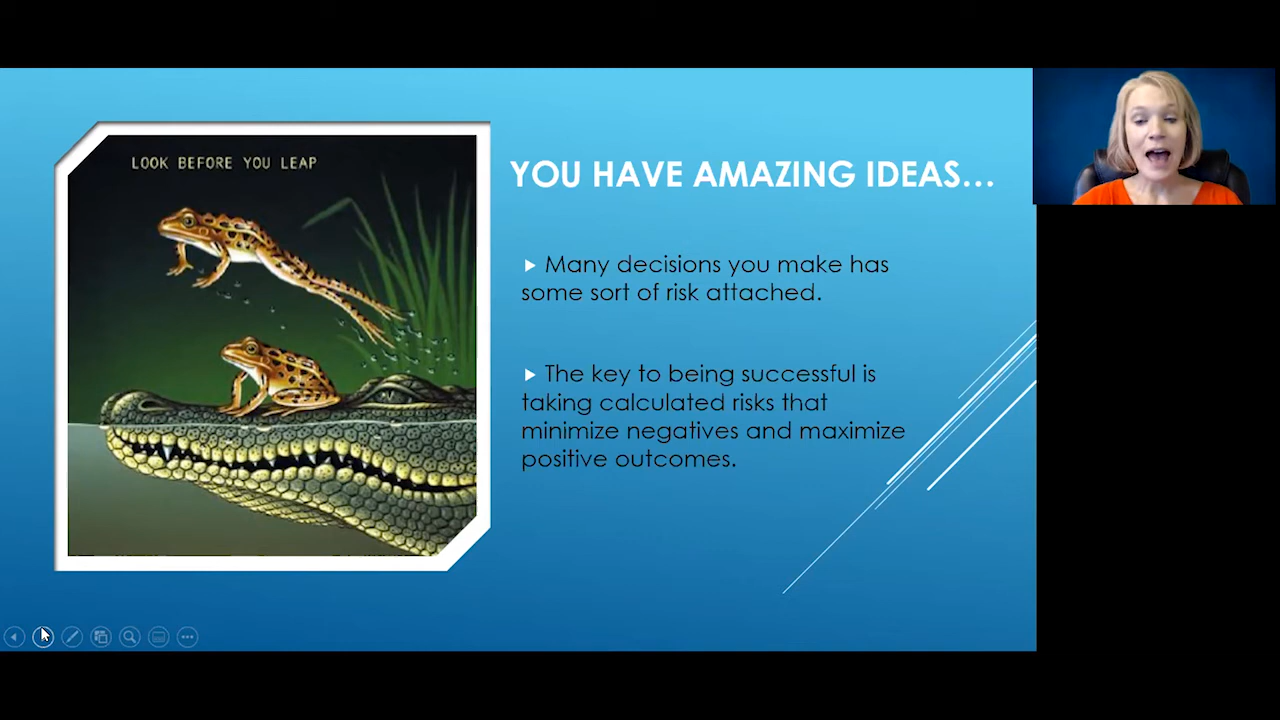 LOOK BEFORE YOU LEAP
YOU HAVE AMAZING IDEAS...
Many decisions you make has
some sort of risk attached.
The key to being successful is
taking calculated risks that
minimize negatives and maximize
positive outcomes.